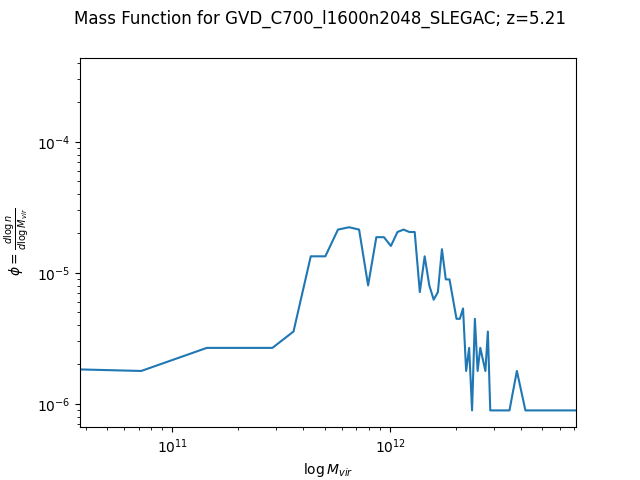 Mass Function for GVD_C700_l1600n2048_SLEGAC; z=5.21
10⁻⁴
10⁻⁵
10⁻⁶
ϕ = d log n / d log M_vir
10¹¹
10¹²
log M_vir